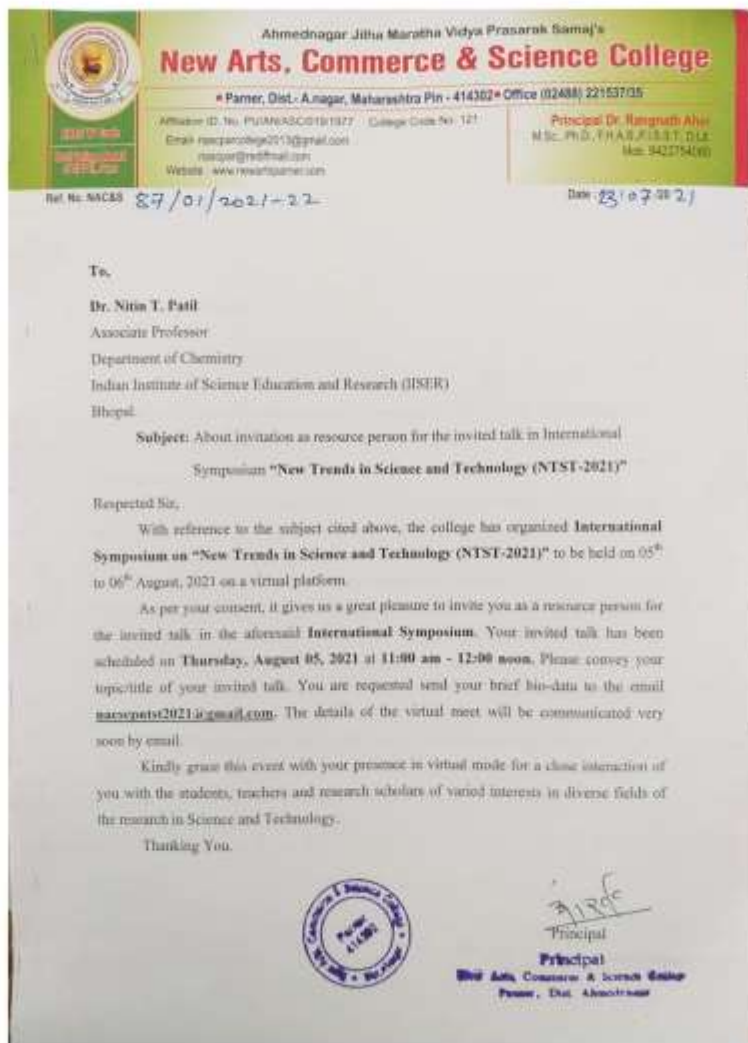 Ahmednagar Jilha Maratha Vidya Prasarak Samaj's
New Arts, Commerce & Science College
Parner, Dist.- A.nagar, Maharashtra Pin - 414302 Office (02488) 221537/35
Affiliation ID. No. College Code No. 121
Principal Dr. Rangnath Aher
Email
Website : www.newartsparner.com
Ref. No. NAC&S 87/01/2021-22
Date : 23/07/2021
To,
Dr. Nitin T. Patil
Associate Professor
Department of Chemistry
Indian Institute of Science Education and Research (IISER)
Bhopal.
Subject: About invitation as resource person for the invited talk in International
Symposium “New Trends in Science and Technology (NTST-2021)”
Respected Sir,
With reference to the subject cited above, the college has organized International
Symposium on “New Trends in Science and Technology (NTST-2021)” to be held on 05th
to 06th August, 2021 on a virtual platform.
As per your consent, it gives us a great pleasure to invite you as a resource person for
the invited talk in the aforesaid International Symposium. Your invited talk has been
scheduled on Thursday, August 05, 2021 at 11:00 am - 12:00 noon. Please convey your
topic/title of your invited talk. You are requested send your brief bio-data to the email
nacscpntst2021@gmail.com. The details of the virtual meet will be communicated very
soon by email.
Kindly grace this event with your presence in virtual mode for a close interaction of
you with the students, teachers and research scholars of varied interests in diverse fields of
the research in Science and Technology.
Thanking You.
Parner
414302
Principal
Principal
New Arts, Commerce & Science College
Parner, Dist. Ahmednagar